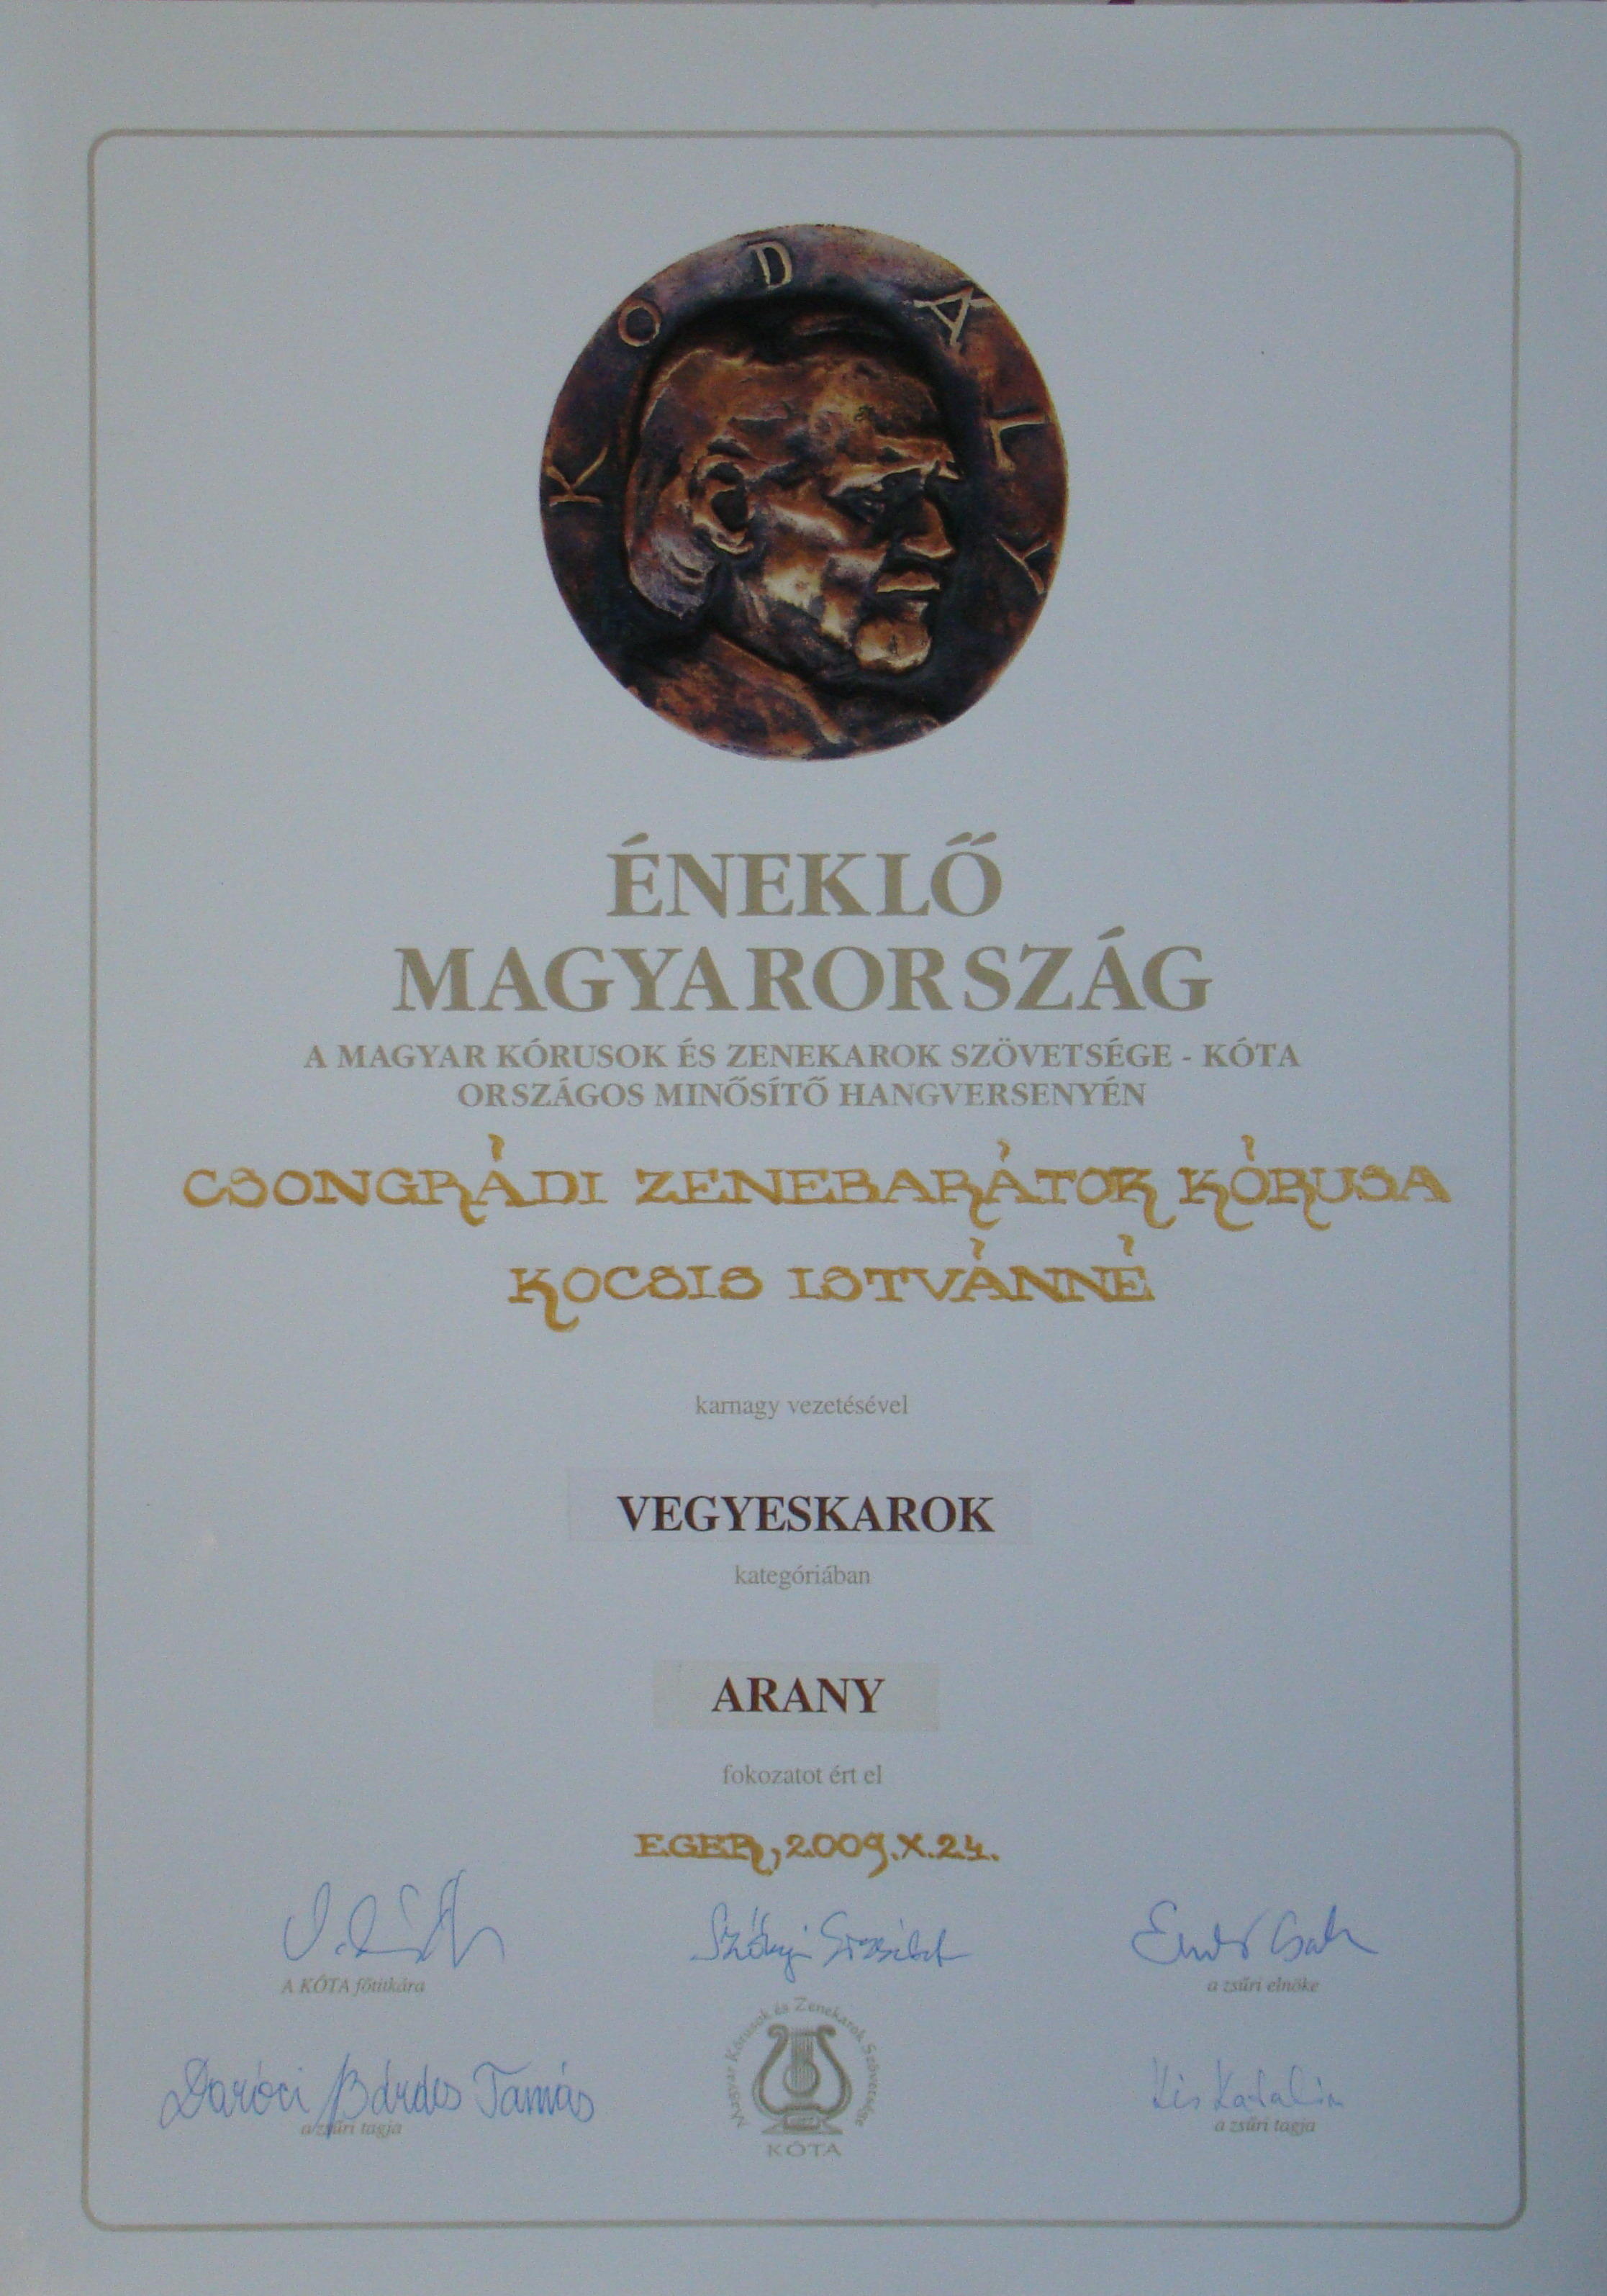 KODÁLY
ÉNEKLŐ
MAGYARORSZÁG
A MAGYAR KÓRUSOK ÉS ZENEKAROK SZÖVETSÉGE - KÓTA
ORSZÁGOS MINŐSÍTŐ HANGVERSENYÉN
CSONGRÁDI ZENEBARÁTOK KÓRUSA
KOCSIS ISTVÁNNÉ
karnagy vezetésével
VEGYESKAROK
kategóriában
ARANY
fokozatot ért el
EGER, 2009.X.24.
A KÓTA főtitkára
a zsűri elnöke
Daróci Bárdos Tamás
Kis Katalin
a zsűri tagja
a zsűri tagja
Magyar Kórusok és Zenekarok Szövetsége
KÓTA